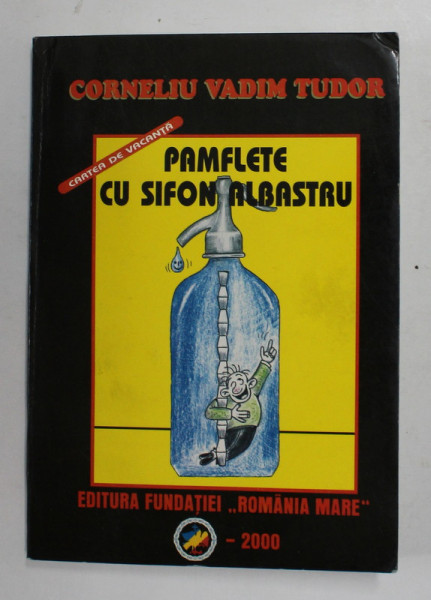 CORNELIU VADIM TUDOR
CARTEA DE VACANȚĂ
PAMFLETE
CU SIFON ALBASTRU
EDITURA FUNDAȚIEI „ROMÂNIA MARE"
- 2000